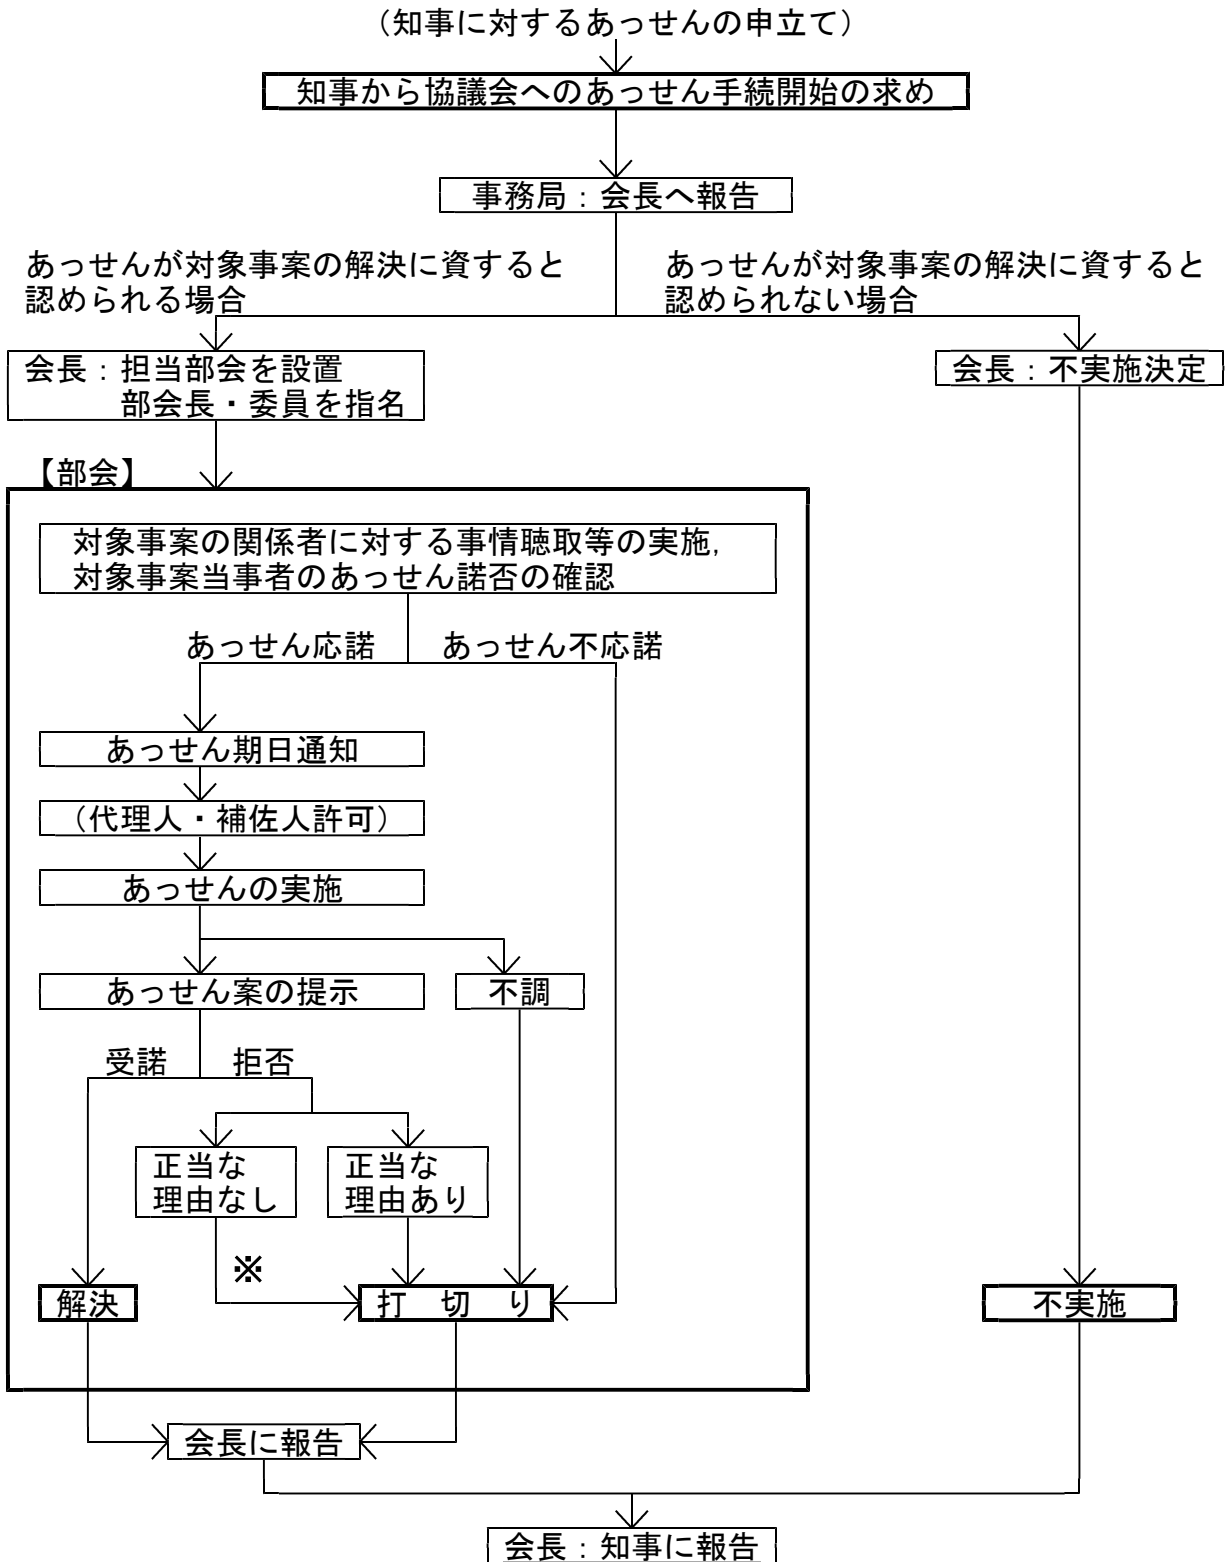 （知事に対するあっせんの申立て）
知事から協議会へのあっせん手続開始の求め
事務局：会長へ報告
あっせんが対象事案の解決に資すると
認められる場合
あっせんが対象事案の解決に資すると
認められない場合
会長：担当部会を設置
部会長・委員を指名
会長：不実施決定
【部会】
対象事案の関係者に対する事情聴取等の実施，
対象事案当事者のあっせん諾否の確認
あっせん応諾
あっせん不応諾
あっせん期日通知
（代理人・補佐人許可）
あっせんの実施
あっせん案の提示
不調
受諾
拒否
正当な
理由なし
正当な
理由あり
※
解決
打　切　り
不実施
会長に報告
会長：知事に報告